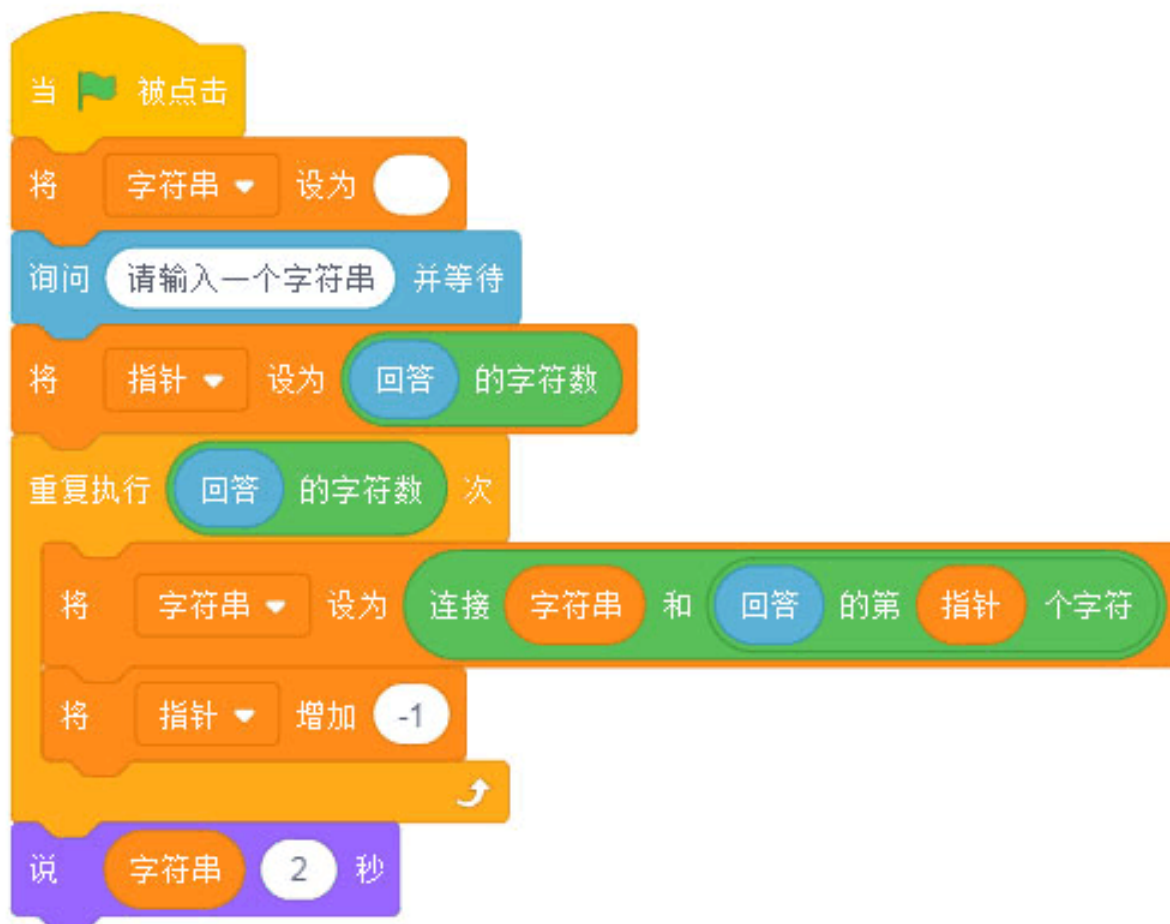 当 被点击
将 字符串 设为
询问 请输入一个字符串 并等待
将 指针 设为 回答 的字符数
重复执行 回答 的字符数 次
将 字符串 设为 连接 字符串 和 回答 的第 指针 个字符
将 指针 增加 -1
说 字符串 2 秒